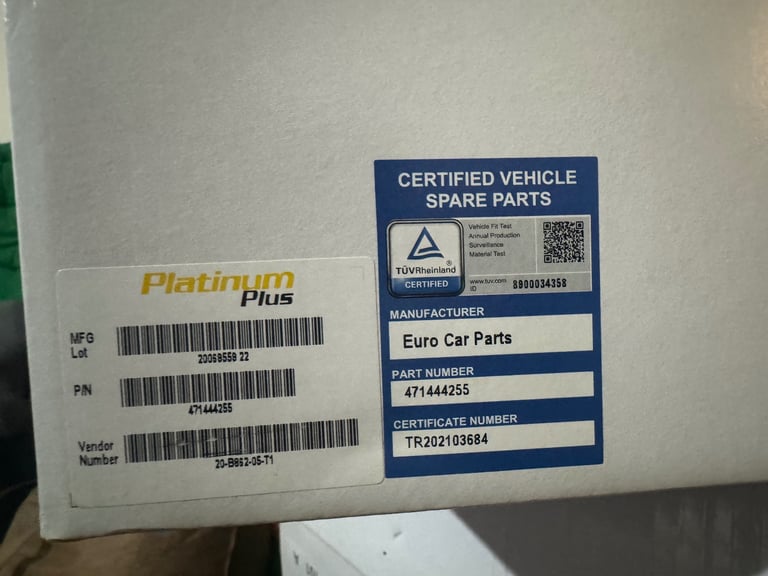 Platinum
Plus
MFG
Lot
20068558 22
P/N
471444255
Vendor
Number
20-B862-05-T1
CERTIFIED VEHICLE
SPARE PARTS
TÜVRheinland®
CERTIFIED
Vehicle Fit Test
Annual Production
Surveillance
Material Test
www.tuv.com
ID 8900034358
MANUFACTURER
Euro Car Parts
PART NUMBER
471444255
CERTIFICATE NUMBER
TR202103684